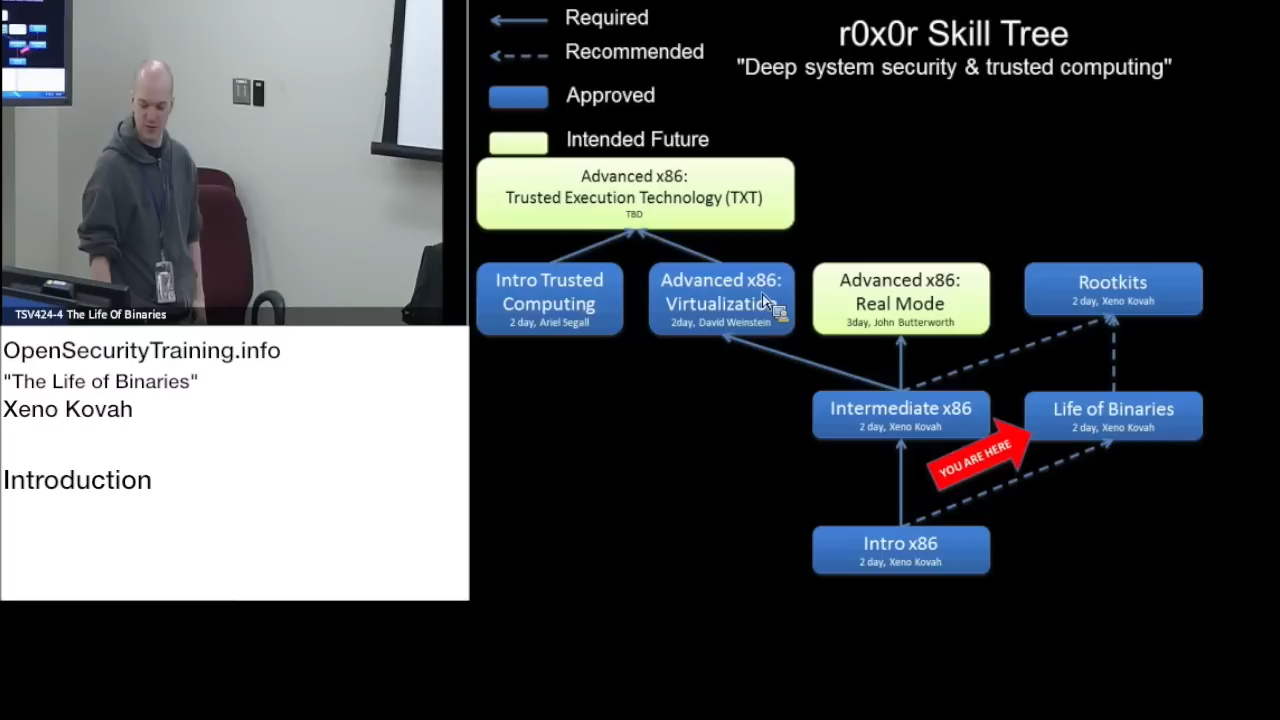 TSV424-4 The Life Of Binaries
OpenSecurityTraining.info
"The Life of Binaries"
Xeno Kovah
Introduction
Required
Recommended
Approved
Intended Future
r0x0r Skill Tree
"Deep system security & trusted computing"
Advanced x86:
Trusted Execution Technology (TXT)
TBD
Intro Trusted
Computing
2 day, Ariel Segall
Advanced x86:
Virtualization
2day, David Weinstein
Advanced x86:
Real Mode
3day, John Butterworth
Rootkits
2 day, Xeno Kovah
Intermediate x86
2 day, Xeno Kovah
Life of Binaries
2 day, Xeno Kovah
YOU ARE HERE
Intro x86
2 day, Xeno Kovah